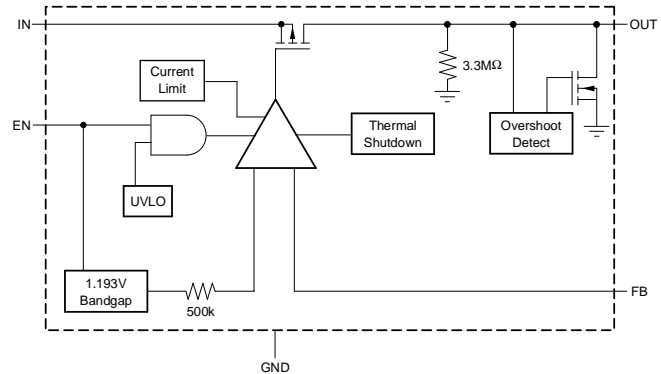 IN
OUT
3.3MΩ
Current
Limit
EN
Thermal
Shutdown
Overshoot
Detect
UVLO
1.193V
Bandgap
500k
FB
GND